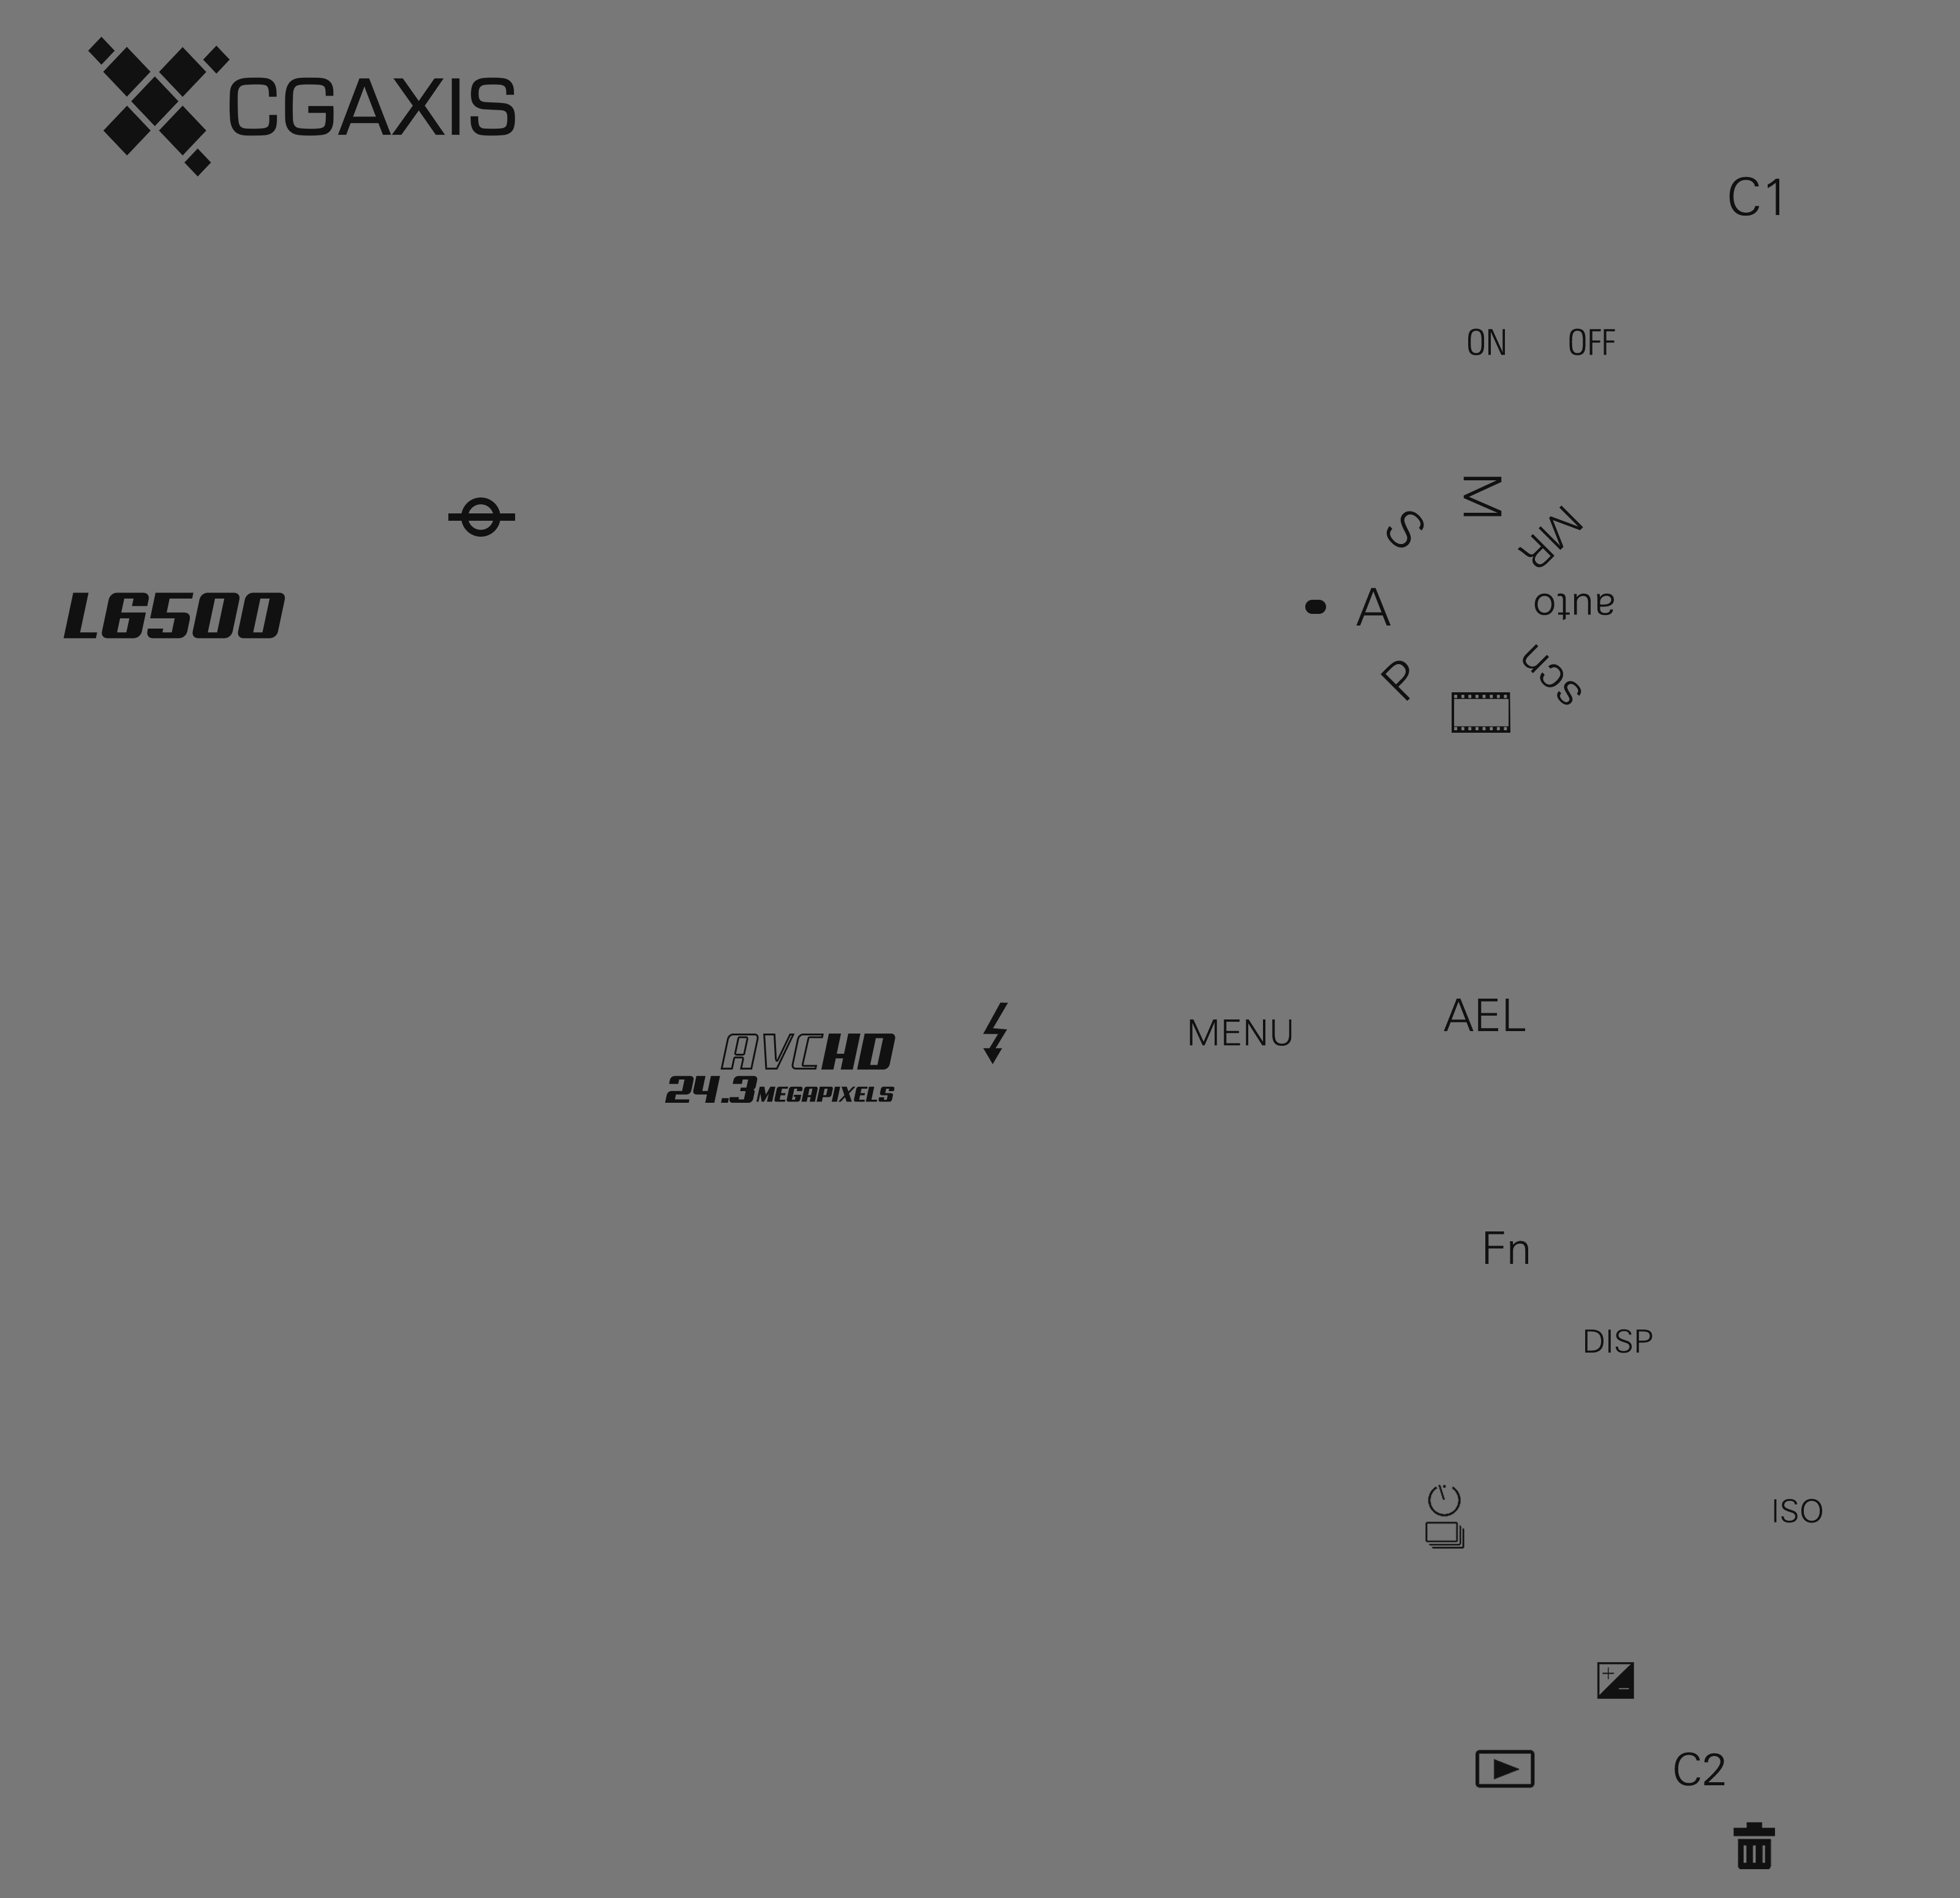 CGAXIS
C1
ON OFF
M
S
MR
A
auto
P
scn
L6500
AVCHD
24.3MEGAPIXELS
MENU
AEL
Fn
DISP
ISO
C2